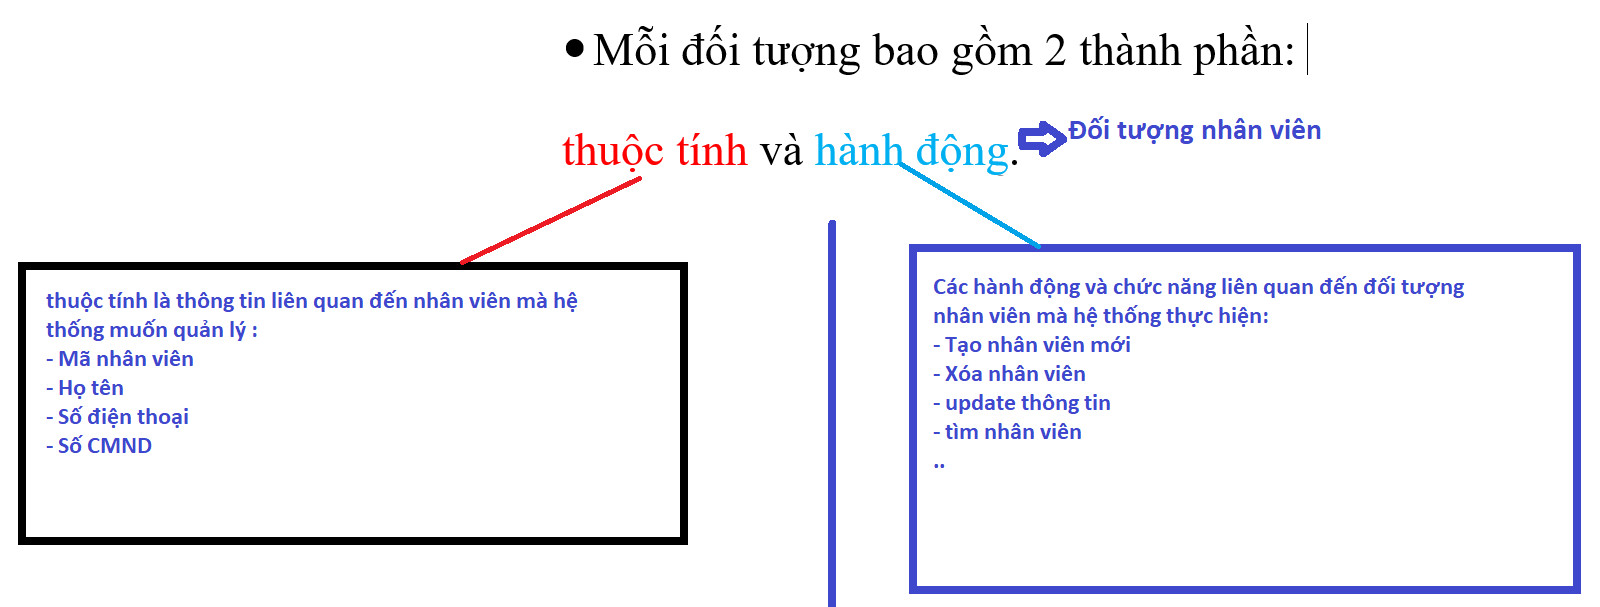 • Mỗi đối tượng bao gồm 2 thành phần:
thuộc tính và hành động.
Đối tượng nhân viên
thuộc tính là thông tin liên quan đến nhân viên mà hệ
thống muốn quản lý :
- Mã nhân viên
- Họ tên
- Số điện thoại
- Số CMND
Các hành động và chức năng liên quan đến đối tượng
nhân viên mà hệ thống thực hiện:
- Tạo nhân viên mới
- Xóa nhân viên
- update thông tin
- tìm nhân viên
..